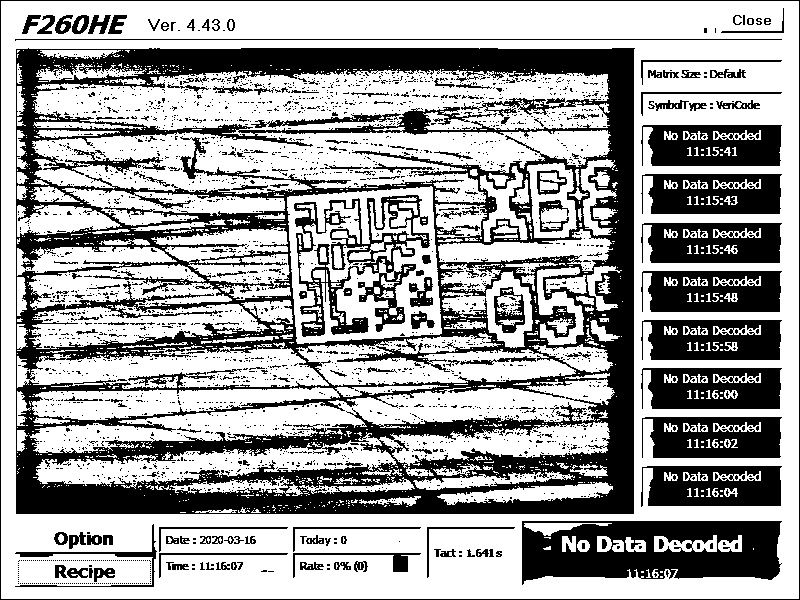 F260HE Ver. 4.43.0 Close
Matrix Size : Default
SymbolType : VeriCode
No Data Decoded
11:15:41
No Data Decoded
11:15:43
No Data Decoded
11:15:46
No Data Decoded
11:15:48
No Data Decoded
11:15:58
No Data Decoded
11:16:00
No Data Decoded
11:16:02
No Data Decoded
11:16:04
XB
05
Option
Recipe
Date : 2020-03-16
Time : 11:16:07
Today : 0
Rate : 0% (0)
Tact : 1.641s
No Data Decoded
11:16:07